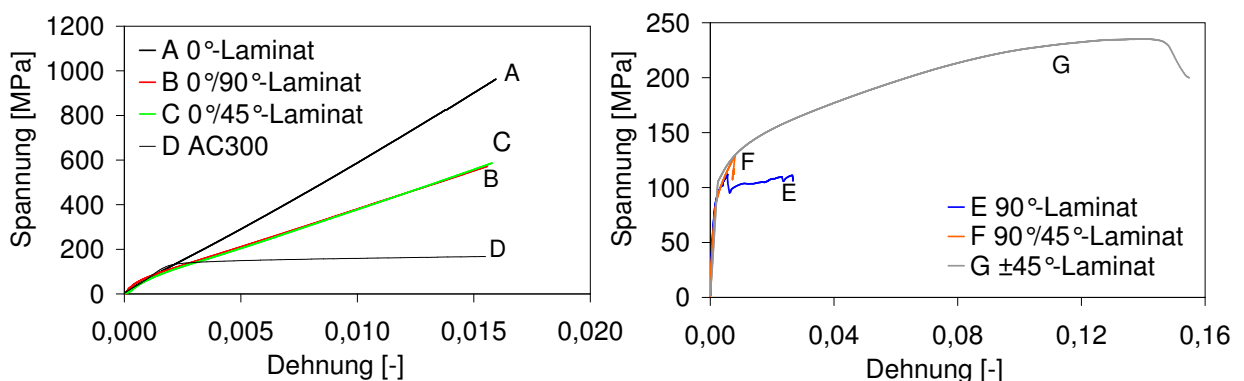 1200
1000
800
600
400
200
0
Spannung [MPa]
A 0°-Laminat
B 0°/90°-Laminat
C 0°/45°-Laminat
D AC300
A
C
B
D
0,000 0,005 0,010 0,015 0,020
Dehnung [-]
250
200
150
100
50
0
Spannung [MPa]
G
F
E
E 90°-Laminat
F 90°/45°-Laminat
G ±45°-Laminat
0,00 0,04 0,08 0,12 0,16
Dehnung [-]